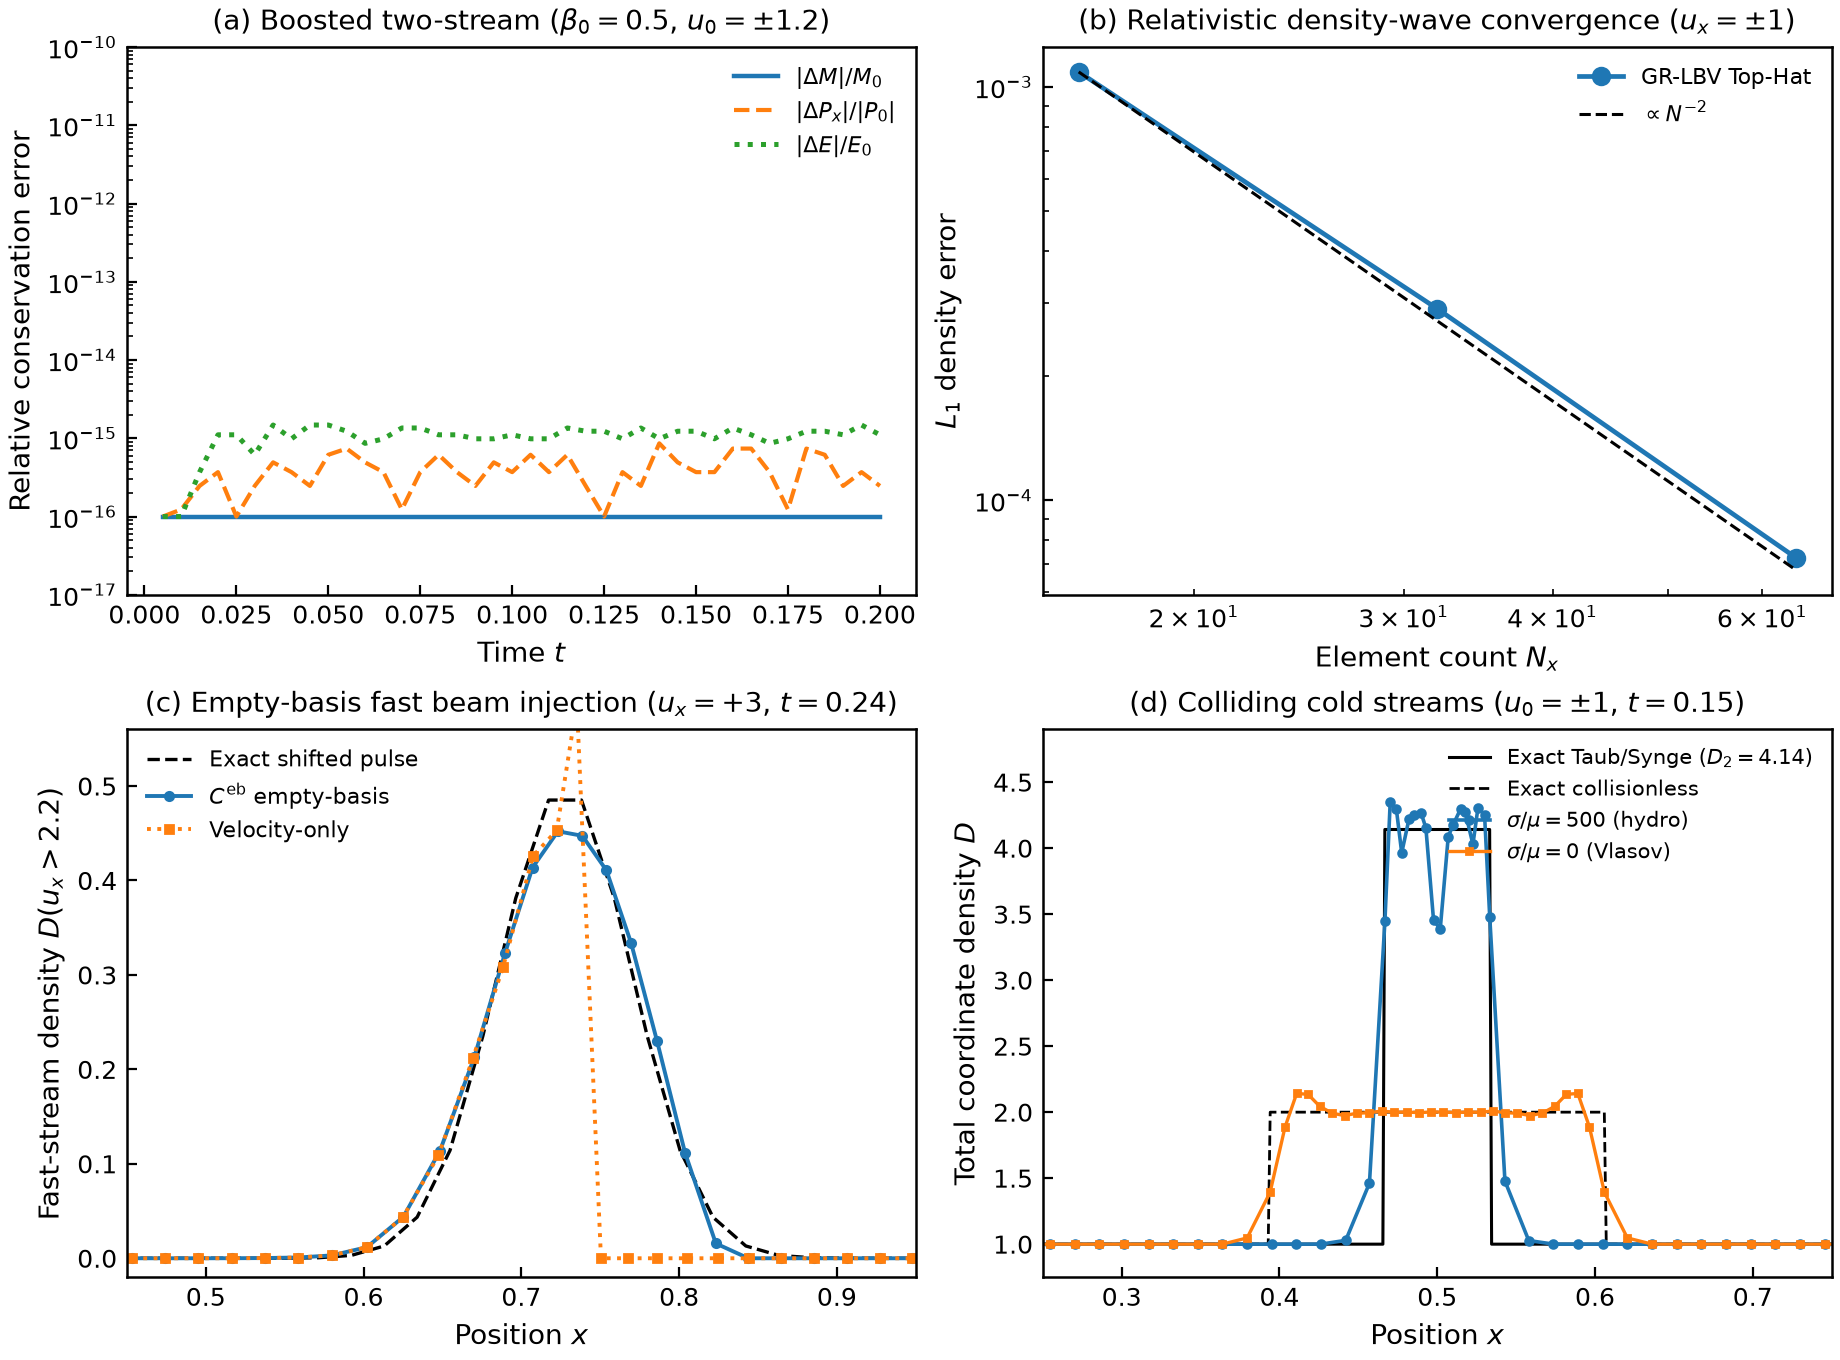 (a) Boosted two-stream (β₀ = 0.5, u₀ = ±1.2)
10⁻¹⁰
10⁻¹¹
10⁻¹²
10⁻¹³
10⁻¹⁴
10⁻¹⁵
10⁻¹⁶
10⁻¹⁷
Relative conservation error
|ΔM|/M₀
|ΔPₓ|/|P₀|
|ΔE|/E₀
0.000 0.025 0.050 0.075 0.100 0.125 0.150 0.175 0.200
Time t
(b) Relativistic density-wave convergence (uₓ = ±1)
10⁻³
10⁻⁴
L₁ density error
GR-LBV Top-Hat
∝ N⁻²
2 × 10¹ 3 × 10¹ 4 × 10¹ 6 × 10¹
Element count Nₓ
(c) Empty-basis fast beam injection (uₓ = +3, t = 0.24)
0.5
0.4
0.3
0.2
0.1
0.0
Fast-stream density D(uₓ > 2.2)
Exact shifted pulse
Cᵉᵇ empty-basis
Velocity-only
0.5 0.6 0.7 0.8 0.9
Position x
(d) Colliding cold streams (u₀ = ±1, t = 0.15)
4.5
4.0
3.5
3.0
2.5
2.0
1.5
1.0
Total coordinate density D
Exact Taub/Synge (D₂ = 4.14)
Exact collisionless
σ/μ = 500 (hydro)
σ/μ = 0 (Vlasov)
0.3 0.4 0.5 0.6 0.7
Position x